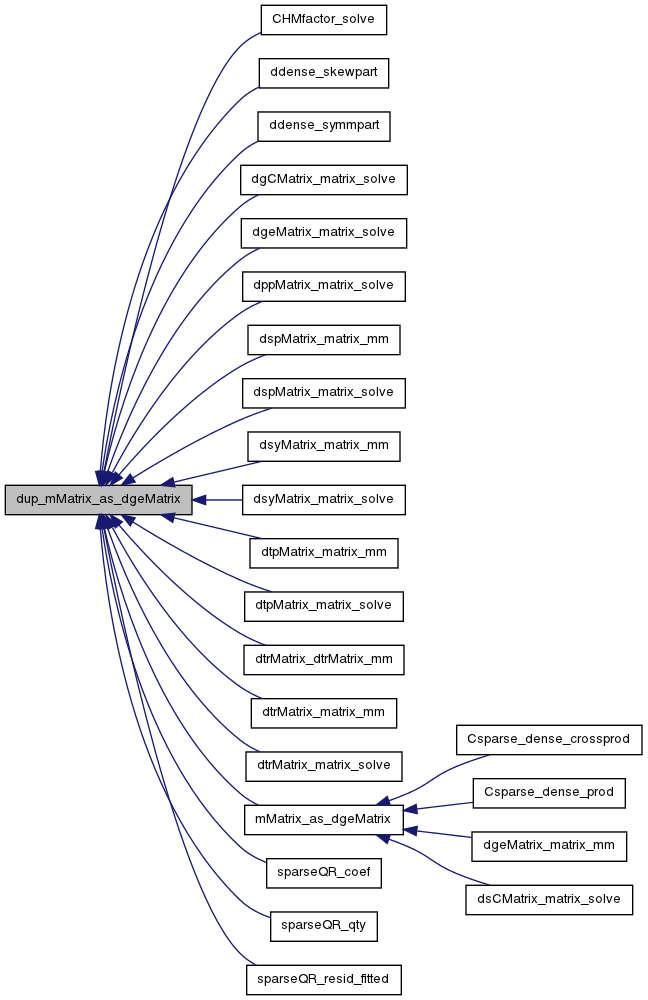 CHMfactor_solve
ddense_skewpart
ddense_symmpart
dgCMatrix_matrix_solve
dgeMatrix_matrix_solve
dppMatrix_matrix_solve
dspMatrix_matrix_mm
dspMatrix_matrix_solve
dsyMatrix_matrix_mm
dup_mMatrix_as_dgeMatrix
dsyMatrix_matrix_solve
dtpMatrix_matrix_mm
dtpMatrix_matrix_solve
dtrMatrix_dtrMatrix_mm
dtrMatrix_matrix_mm
dtrMatrix_matrix_solve
mMatrix_as_dgeMatrix
sparseQR_coef
sparseQR_qty
sparseQR_resid_fitted
Csparse_dense_crossprod
Csparse_dense_prod
dgeMatrix_matrix_mm
dsCMatrix_matrix_solve